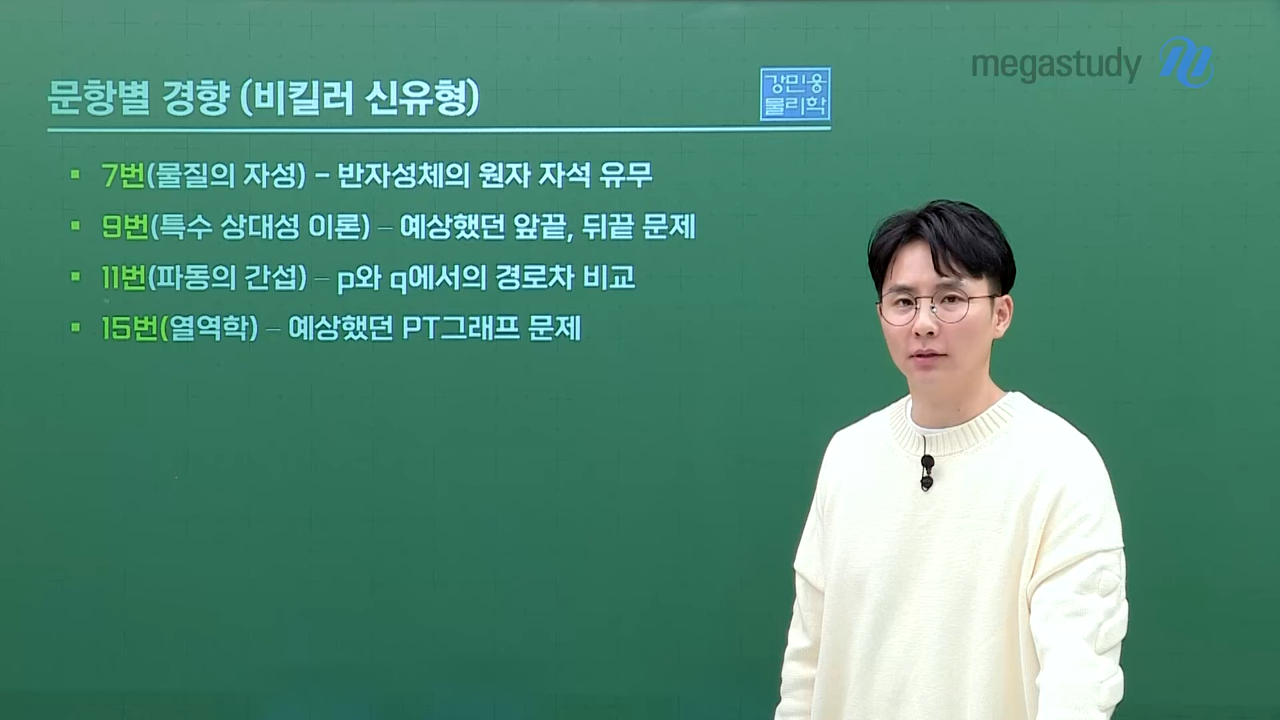 megastudy
문항별 경향 (비킬러 신유형)
강민웅
물리학
▪ 7번(물질의 자성) – 반자성체의 원자 자석 유무
▪ 9번(특수 상대성 이론) – 예상했던 앞끝, 뒤끝 문제
▪ 11번(파동의 간섭) – p와 q에서의 경로차 비교
▪ 15번(열역학) – 예상했던 PT그래프 문제